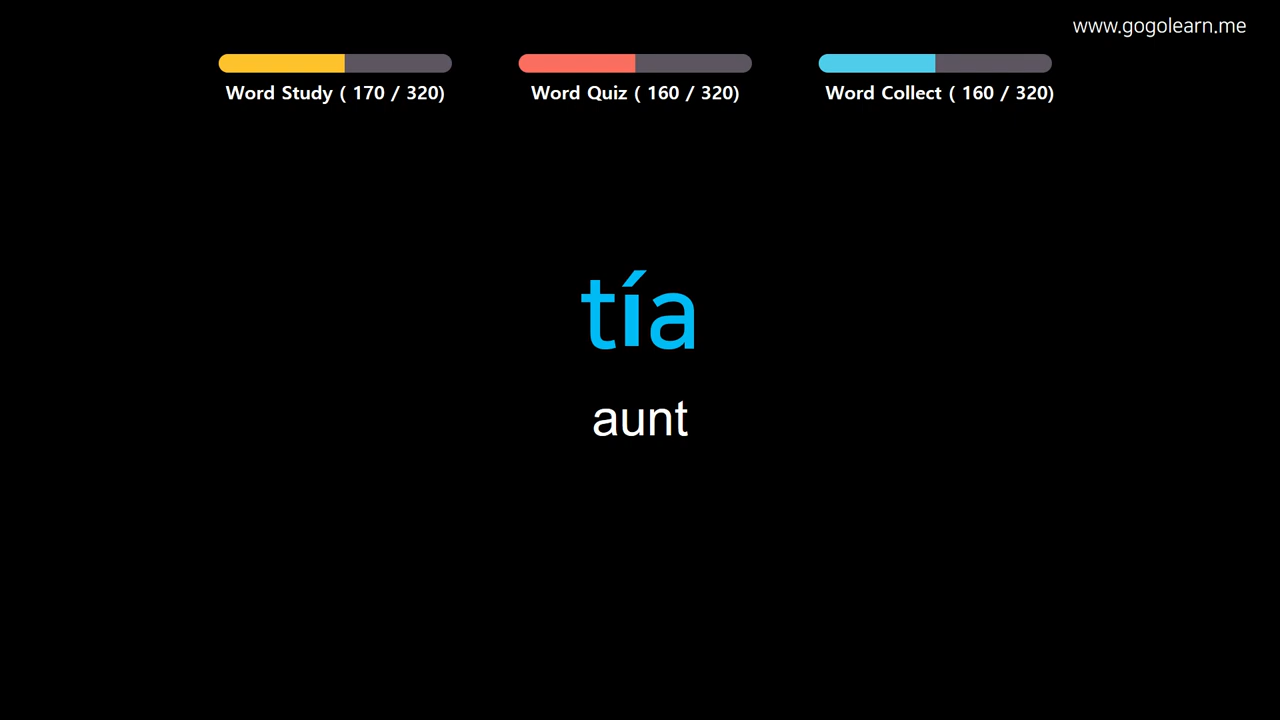 www.gogolearn.me
Word Study ( 170 / 320)
Word Quiz ( 160 / 320)
Word Collect ( 160 / 320)
tía
aunt